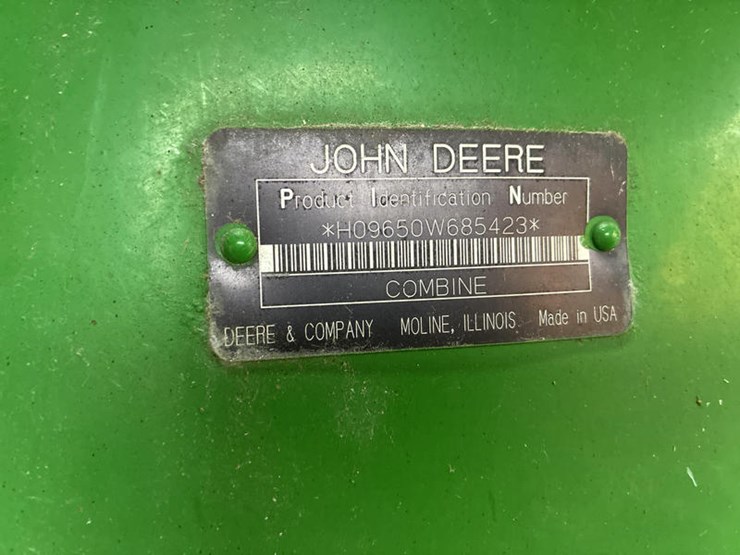 JOHN DEERE
Product Identification Number
*H09650W685423*
COMBINE
DEERE & COMPANY MOLINE, ILLINOIS Made in USA